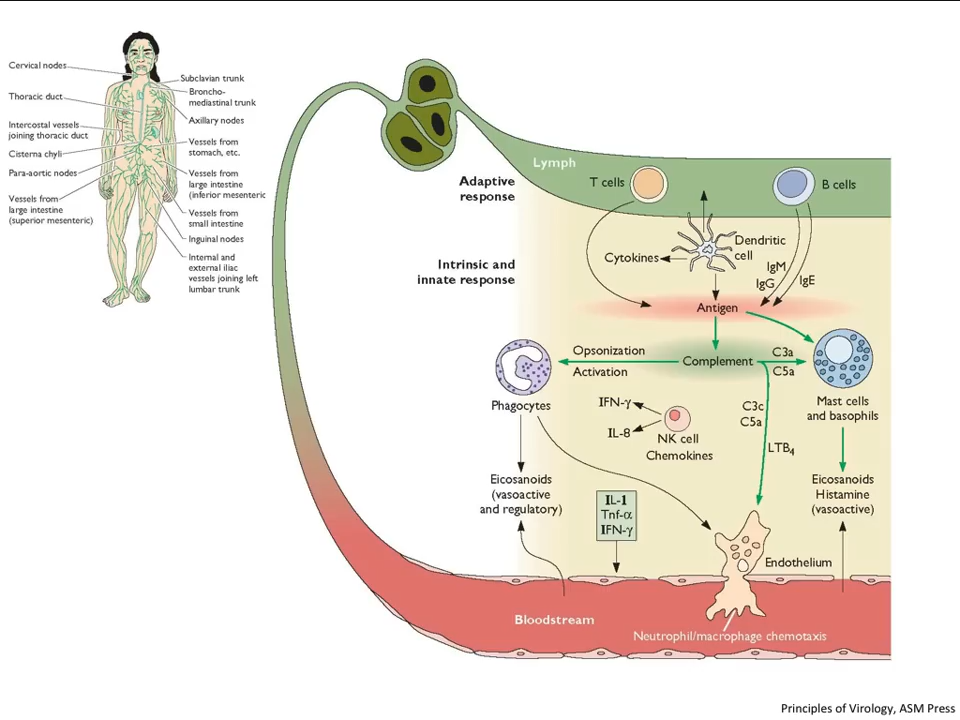 Cervical nodes
Thoracic duct
Intercostal vessels
joining thoracic duct
Cisterna chyli
Para-aortic nodes
Vessels from
large intestine
(superior mesenteric)
Subclavian trunk
Broncho-
mediastinal trunk
Axillary nodes
Vessels from
stomach, etc.
Vessels from
large intestine
(inferior mesenteric
Vessels from
small intestine
Inguinal nodes
Internal and
external iliac
vessels joining left
lumbar trunk
Lymph
Adaptive
response
T cells
B cells
Intrinsic and
innate response
Cytokines
Dendritic
cell
IgM
IgG
IgE
Antigen
Opsonization
Activation
Complement
C3a
C5a
Phagocytes
Mast cells
and basophils
IFN-γ
IL-8
NK cell
Chemokines
C3c
C5a
LTB4
Eicosanoids
(vasoactive
and regulatory)
IL-1
Tnf-α
IFN-γ
Eicosanoids
Histamine
(vasoactive)
Endothelium
Bloodstream
Neutrophil/macrophage chemotaxis
Principles of Virology, ASM Press